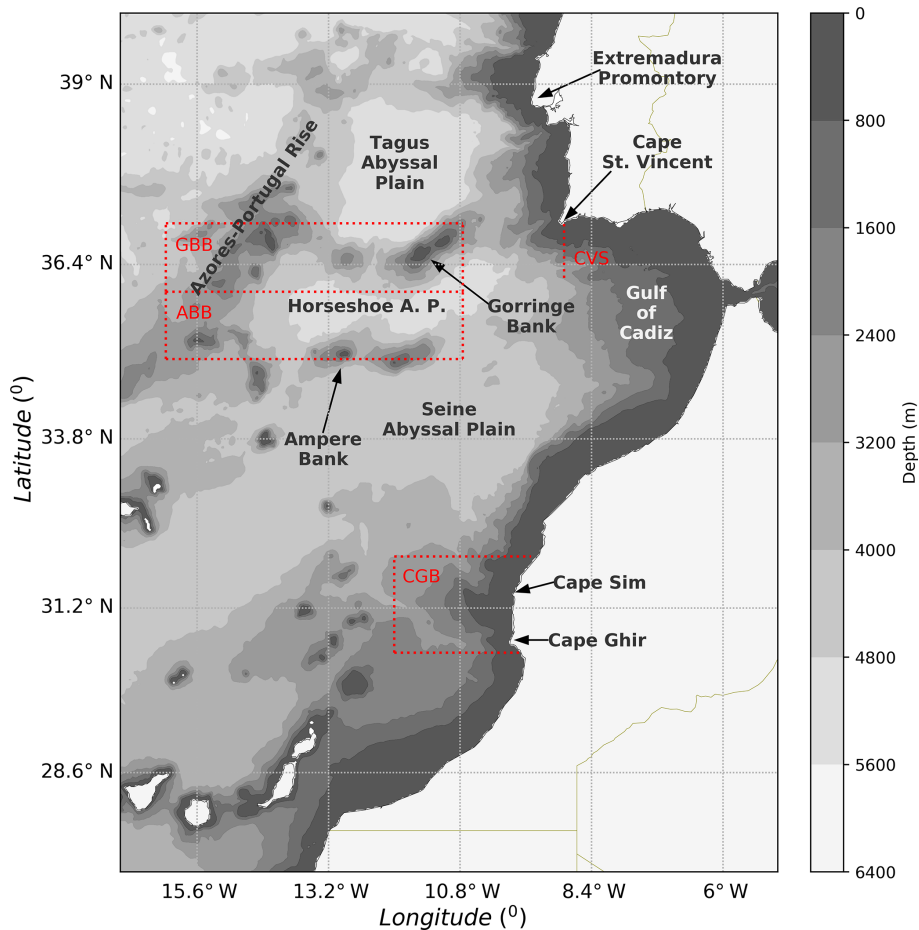 Extremadura
Promontory
39° N
Tagus
Abyssal
Plain
Cape
St. Vincent
Azores-Portugal Rise
GBB
36.4° N
CVS
ABB
Horseshoe A. P.
Gorringe
Bank
Gulf
of
Cadiz
Seine
Abyssal Plain
33.8° N
Ampere
Bank
CGB
Cape Sim
31.2° N
Cape Ghir
28.6° N
15.6° W
13.2° W
10.8° W
8.4° W
6° W
Latitude (⁰)
Longitude (⁰)
0
800
1600
2400
3200
4000
4800
5600
6400
Depth (m)